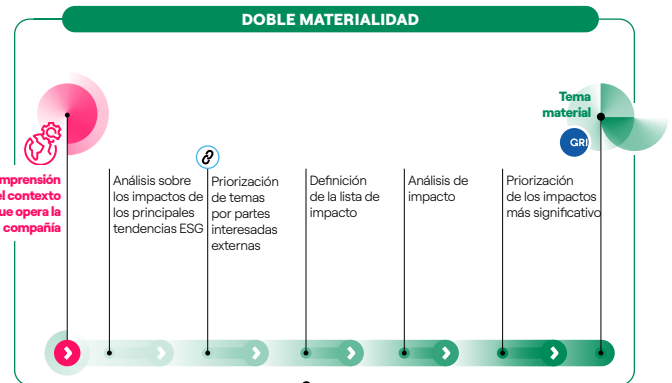 DOBLE MATERIALIDAD
Tema
material
GRI
mprensión
el contexto
ue opera la
compañía
Análisis sobre
los impactos de
los principales
tendencias ESG
Priorización
de temas
por partes
interesadas
externas
Definición
de la lista de
impacto
Análisis de
impacto
Priorización
de los impactos
más significativo